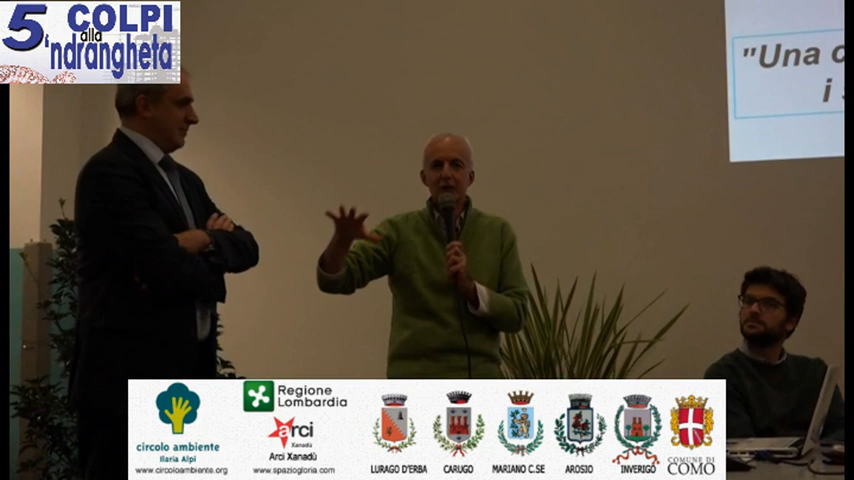 5 COLPI
alla
'ndrangheta
"Una
i
circolo ambiente
Ilaria Alpi
www.circoloambiente.org
Regione
Lombardia
arci
Xanadù
Arci Xanadù
www.spaziogloria.com
LURAGO D'ERBA
CARUGO
MARIANO C.SE
AROSIO
INVERIGO
COMUNE DI
COMO